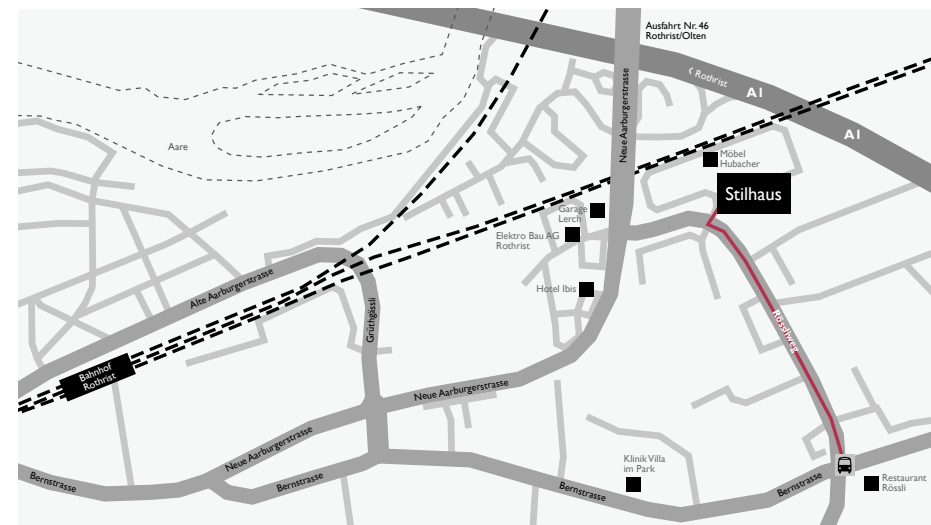 Ausfahrt Nr. 46
Rothrist/Olten
Rothrist
A1
A1
Neue Aarburgerstrasse
Aare
Möbel
Hubacher
Stilhaus
Garage
Lerch
Elektro Bau AG
Rothrist
Hotel Ibis
Alte Aarburgerstrasse
Grüthgässli
Rössliweg
Bahnhof
Rothrist
Neue Aarburgerstrasse
Neue Aarburgerstrasse
Bernstrasse
Bernstrasse
Bernstrasse
Bernstrasse
Klinik Villa
im Park
Restaurant
Rössli